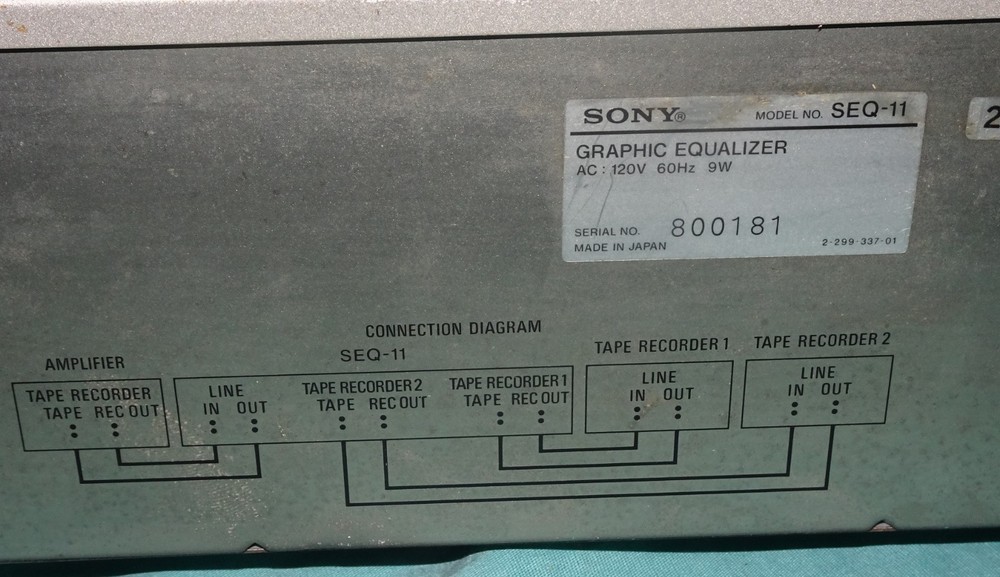 SONY® MODEL NO. SEQ-11
2
GRAPHIC EQUALIZER
AC : 120V 60Hz 9W
SERIAL NO. 800181
MADE IN JAPAN 2-299-337-01
CONNECTION DIAGRAM
AMPLIFIER
SEQ-11
TAPE RECORDER 1
TAPE RECORDER 2
TAPE RECORDER
TAPE REC OUT
LINE
IN OUT
TAPE RECORDER 2
TAPE REC OUT
TAPE RECORDER 1
TAPE REC OUT
LINE
IN OUT
LINE
IN OUT